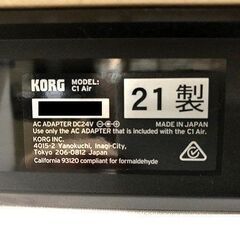 KORG MODEL: C1 Air
21 製
AC ADAPTER DC24V
MADE IN JAPAN
Use only the AC ADAPTER that is included with the C1 Air.
KORG INC.
4015-2 Yanokuchi, Inagi-City,
Tokyo 206-0812 Japan
California 93120 compliant for formaldehyde